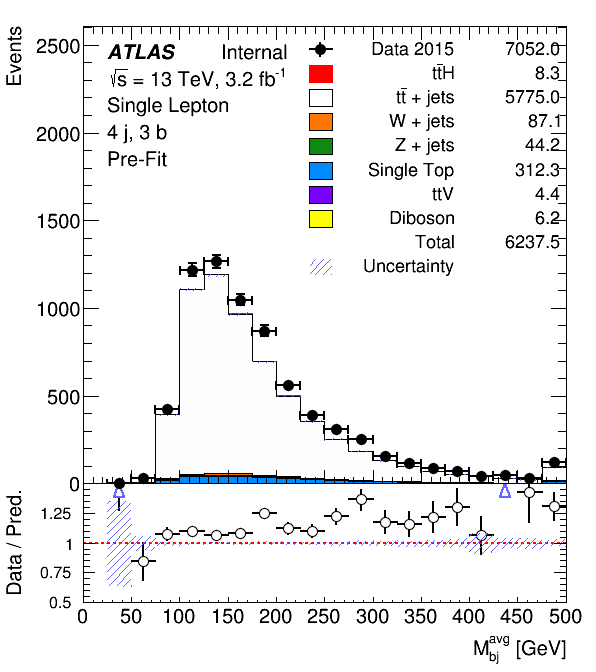 Events
2500
2000
1500
1000
500
0
ATLAS Internal
√s = 13 TeV, 3.2 fb⁻¹
Single Lepton
4 j, 3 b
Pre-Fit
Data 2015 7052.0
tt̄H 8.3
tt̄ + jets 5775.0
W + jets 87.1
Z + jets 44.2
Single Top 312.3
ttV 4.4
Diboson 6.2
Total 6237.5
Uncertainty
Data / Pred.
1.25
1
0.75
0.5
0 50 100 150 200 250 300 350 400 450 500
M_bj^avg [GeV]